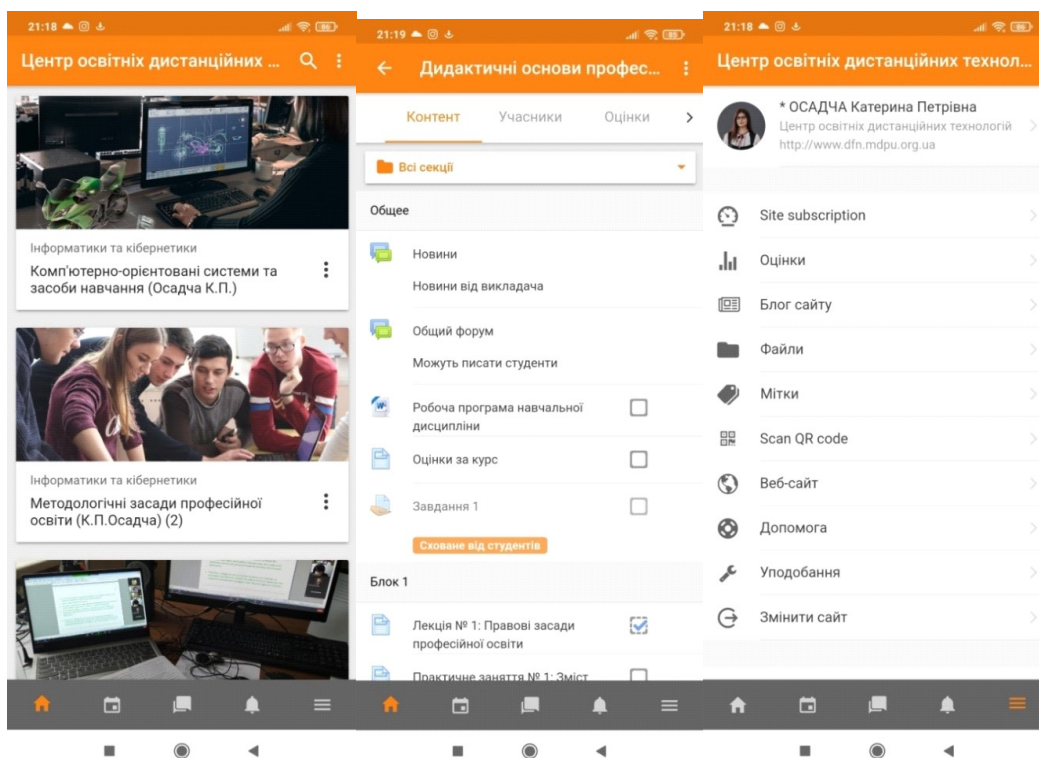 21:18
86
Центр освітніх дистанційних ...
Інформатики та кібернетики
Комп'ютерно-орієнтовані системи та
засоби навчання (Осадча К.П.)
Інформатики та кібернетики
Методологічні засади професійної
освіти (К.П.Осадча) (2)
21:19
85
Дидактичні основи профес...
Контент
Учасники
Оцінки
Всі секції
Общее
Новини
Новини від викладача
Общий форум
Можуть писати студенти
Робоча програма навчальної
дисципліни
Оцінки за курс
Завдання 1
Сховане від студентів
Блок 1
Лекція № 1: Правові засади
професійної освіти
Практичне заняття № 1: Зміст
21:18
86
Центр освітніх дистанційних технол...
* ОСАДЧА Катерина Петрівна
Центр освітніх дистанційних технологій
http://www.dfn.mdpu.org.ua
Site subscription
Оцінки
Блог сайту
Файли
Мітки
Scan QR code
Веб-сайт
Допомога
Уподобання
Змінити сайт